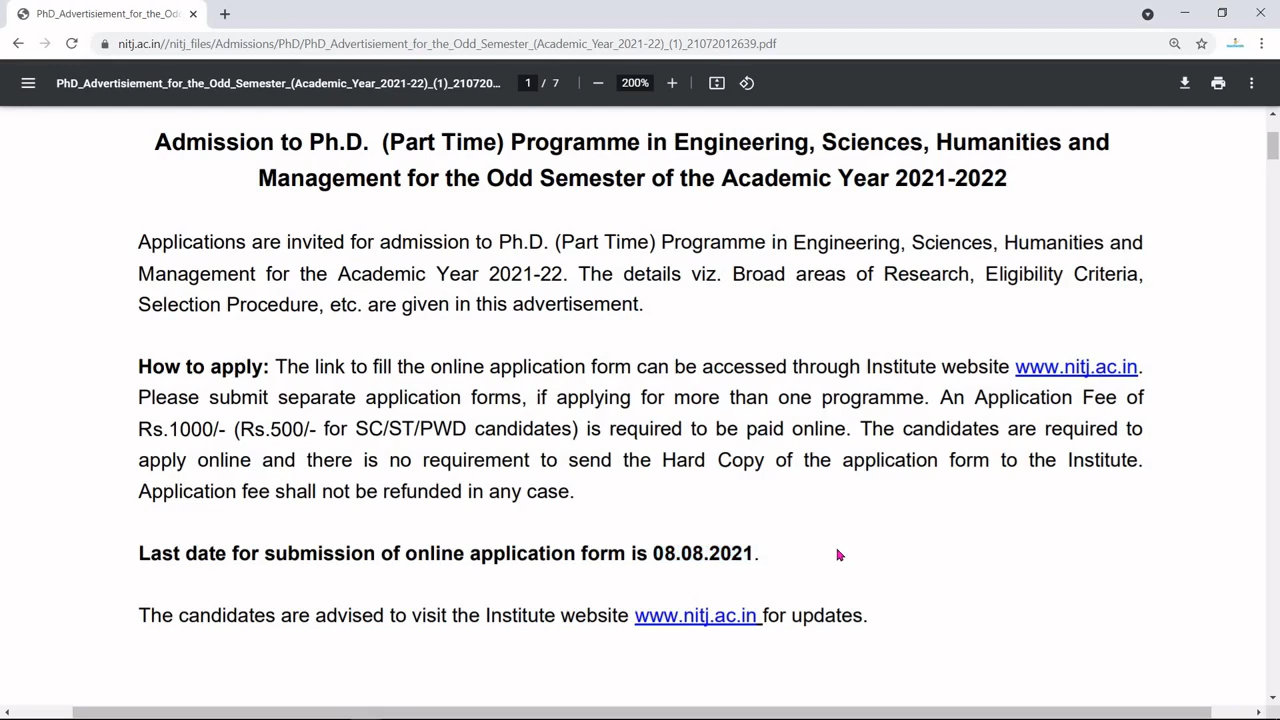 PhD_Advertisiement_for_the_Odd
nitj.ac.in//nitj_files/Admissions/PhD/PhD_Advertisiement_for_the_Odd_Semester_(Academic_Year_2021-22)_(1)_21072012639.pdf
PhD_Advertisiement_for_the_Odd_Semester_(Academic_Year_2021-22)_(1)_210720... 1 / 7 200%
Admission to Ph.D. (Part Time) Programme in Engineering, Sciences, Humanities and
Management for the Odd Semester of the Academic Year 2021-2022
Applications are invited for admission to Ph.D. (Part Time) Programme in Engineering, Sciences, Humanities and
Management for the Academic Year 2021-22. The details viz. Broad areas of Research, Eligibility Criteria,
Selection Procedure, etc. are given in this advertisement.
How to apply: The link to fill the online application form can be accessed through Institute website www.nitj.ac.in.
Please submit separate application forms, if applying for more than one programme. An Application Fee of
Rs.1000/- (Rs.500/- for SC/ST/PWD candidates) is required to be paid online. The candidates are required to
apply online and there is no requirement to send the Hard Copy of the application form to the Institute.
Application fee shall not be refunded in any case.
Last date for submission of online application form is 08.08.2021.
The candidates are advised to visit the Institute website www.nitj.ac.in for updates.